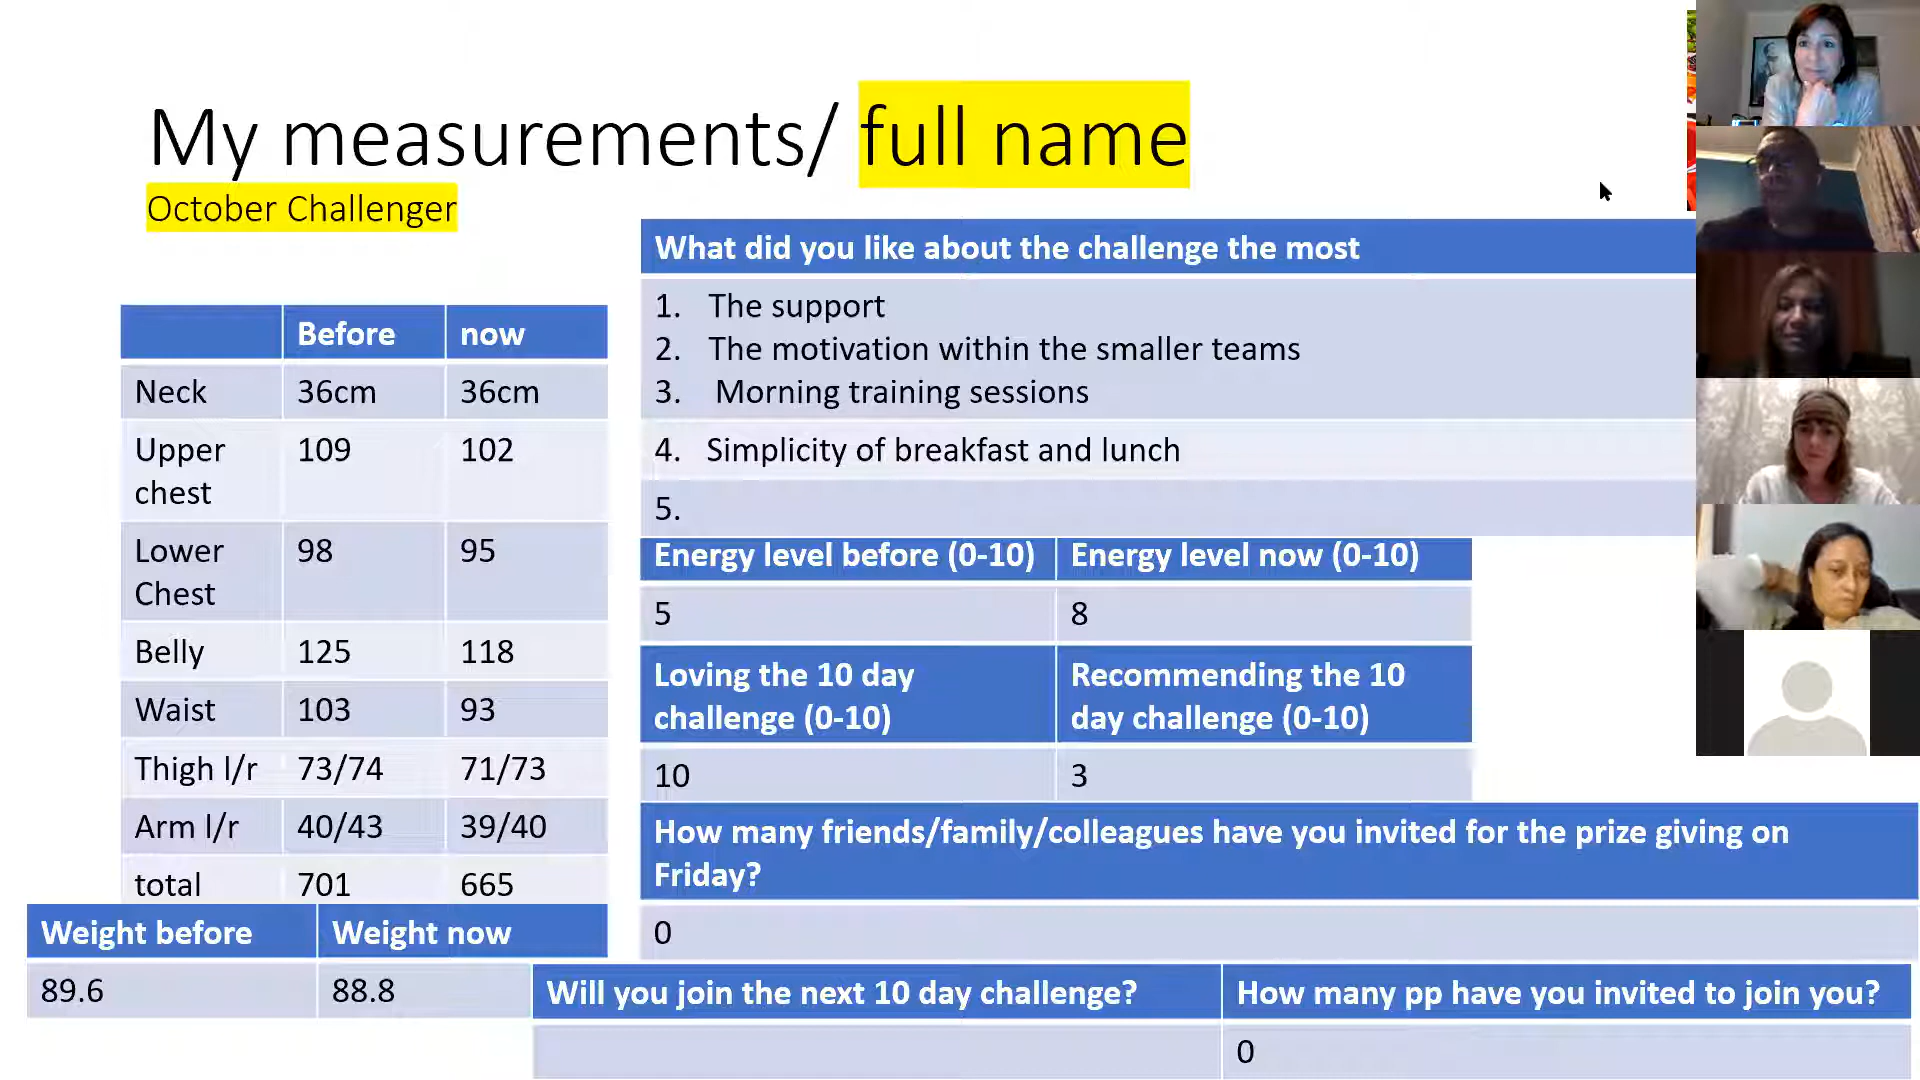 My measurements/ full name
October Challenger
Before now
Neck 36cm 36cm
Upper chest 109 102
Lower Chest 98 95
Belly 125 118
Waist 103 93
Thigh l/r 73/74 71/73
Arm l/r 40/43 39/40
total 701 665
Weight before Weight now
89.6 88.8
What did you like about the challenge the most
1. The support
2. The motivation within the smaller teams
3. Morning training sessions
4. Simplicity of breakfast and lunch
5.
Energy level before (0-10) Energy level now (0-10)
5 8
Loving the 10 day challenge (0-10) Recommending the 10 day challenge (0-10)
10 3
How many friends/family/colleagues have you invited for the prize giving on
Friday?
0
Will you join the next 10 day challenge? How many pp have you invited to join you?
0